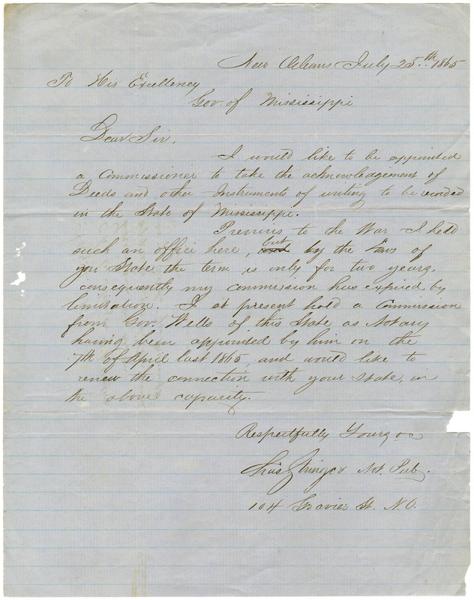 New Orleans July 25th 1865
To His Excellency
Gov. of Mississippi
Dear Sir.
I would like to be appointed
a Commissioner to take the acknowledgement of
Deeds and other Instruments of writing to be
in the State of Mississippi.
Previous to the War I held
such an office here, but by the Laws of
your State the term is only for two years,
consequently my commission has expired by
limitation. I at present hold a Commission
from Gov. Wells of this State as Notary
having been appointed by him on the
7th of April last 1865 and would like to
renew the connection with your State, in
the above capacity.
Respectfully Yours
Not. Pub.
104 Gravier St. N.O.